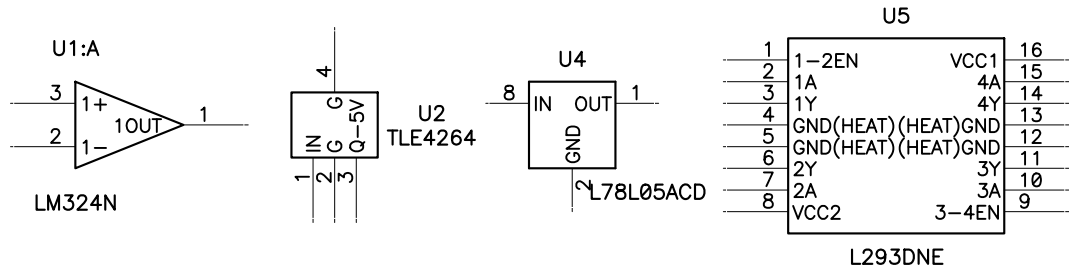 U1:A
3
1+
1OUT
1
2
1-
LM324N
4
G
U2
TLE4264
IN
G
Q-5V
1
2
3
U4
8
IN
OUT
1
GND
2
L78L05ACD
U5
1
1-2EN
VCC1
16
2
1A
4A
15
3
1Y
4Y
14
4
GND(HEAT)(HEAT)GND
13
5
GND(HEAT)(HEAT)GND
12
6
2Y
3Y
11
7
2A
3A
10
8
VCC2
3-4EN
9
L293DNE